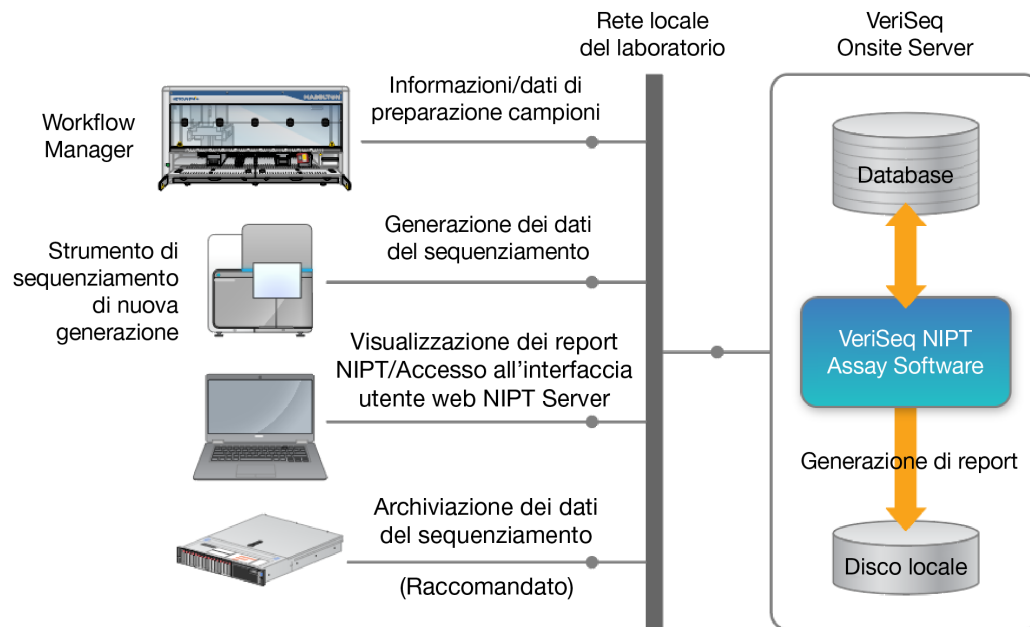 Rete locale
del laboratorio
VeriSeq
Onsite Server
Workflow
Manager
HAMILTON
Informazioni/dati di
preparazione campioni
Database
Strumento di
sequenziamento
di nuova
generazione
Generazione dei dati
del sequenziamento
VeriSeq NIPT
Assay Software
Visualizzazione dei report
NIPT/Accesso all’interfaccia
utente web NIPT Server
Generazione di report
Archiviazione dei dati
del sequenziamento
(Raccomandato)
Disco locale